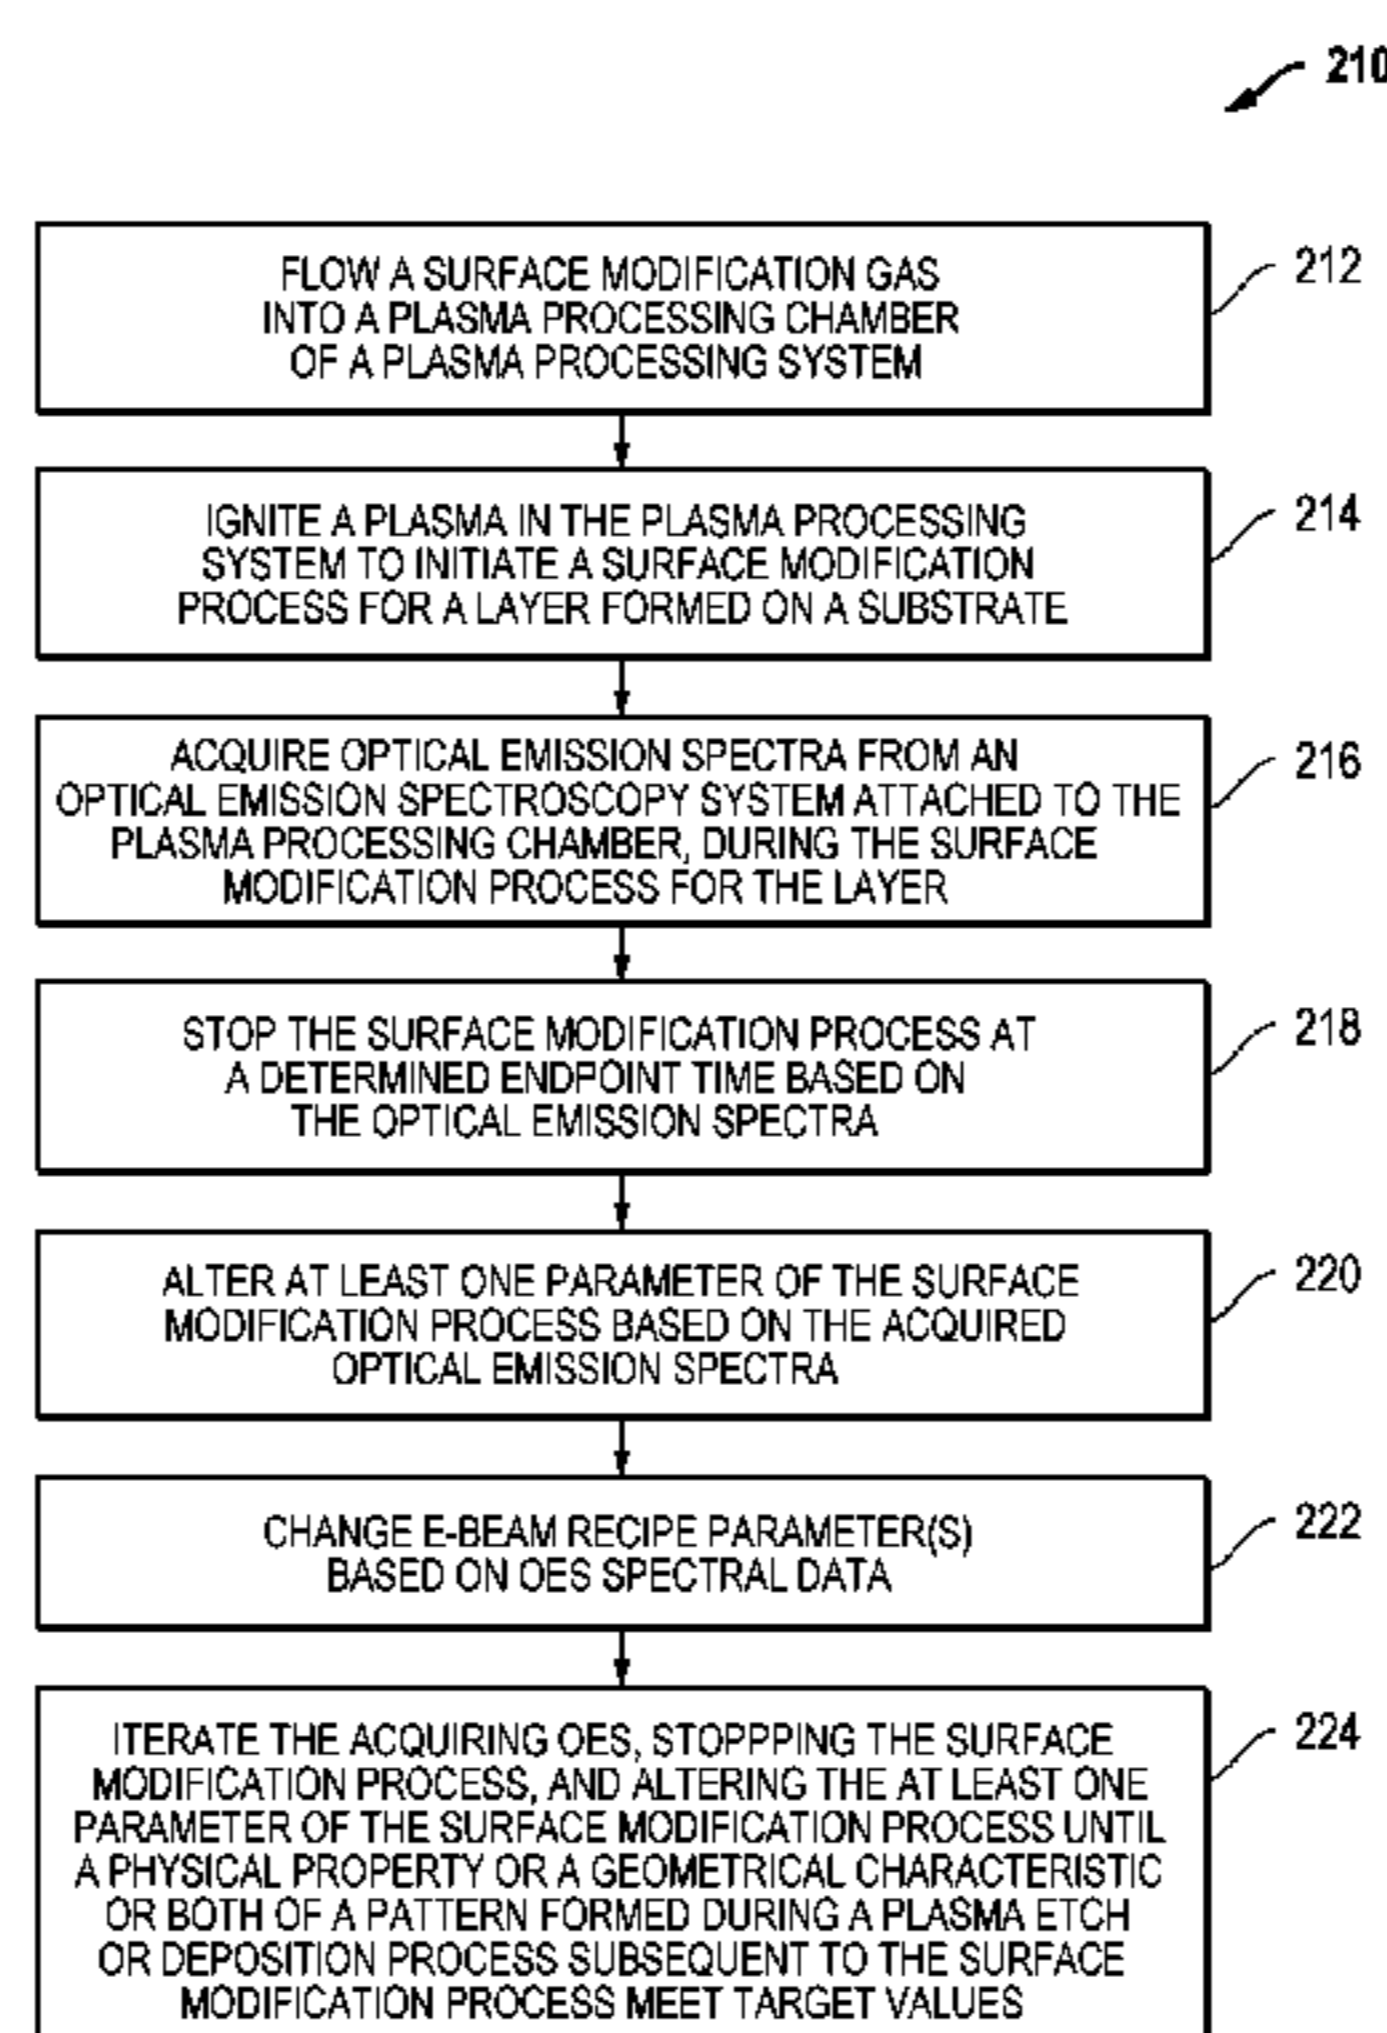 210
FLOW A SURFACE MODIFICATION GAS
INTO A PLASMA PROCESSING CHAMBER
OF A PLASMA PROCESSING SYSTEM
212
IGNITE A PLASMA IN THE PLASMA PROCESSING
SYSTEM TO INITIATE A SURFACE MODIFICATION
PROCESS FOR A LAYER FORMED ON A SUBSTRATE
214
ACQUIRE OPTICAL EMISSION SPECTRA FROM AN
OPTICAL EMISSION SPECTROSCOPY SYSTEM ATTACHED TO THE
PLASMA PROCESSING CHAMBER, DURING THE SURFACE
MODIFICATION PROCESS FOR THE LAYER
216
STOP THE SURFACE MODIFICATION PROCESS AT
A DETERMINED ENDPOINT TIME BASED ON
THE OPTICAL EMISSION SPECTRA
218
ALTER AT LEAST ONE PARAMETER OF THE SURFACE
MODIFICATION PROCESS BASED ON THE ACQUIRED
OPTICAL EMISSION SPECTRA
220
CHANGE E-BEAM RECIPE PARAMETER(S)
BASED ON OES SPECTRAL DATA
222
ITERATE THE ACQUIRING OES, STOPPPING THE SURFACE
MODIFICATION PROCESS, AND ALTERING THE AT LEAST ONE
PARAMETER OF THE SURFACE MODIFICATION PROCESS UNTIL
A PHYSICAL PROPERTY OR A GEOMETRICAL CHARACTERISTIC
OR BOTH OF A PATTERN FORMED DURING A PLASMA ETCH
OR DEPOSITION PROCESS SUBSEQUENT TO THE SURFACE
MODIFICATION PROCESS MEET TARGET VALUES
224